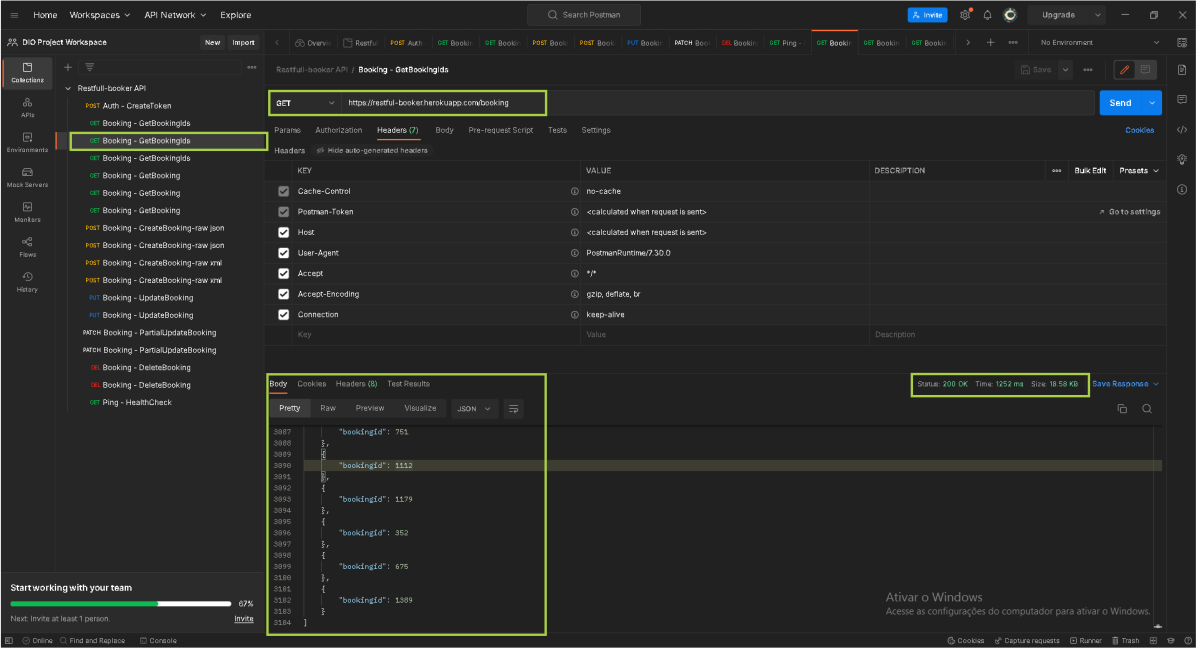 Home Workspaces API Network Explore Search Postman Invite Upgrade
DIO Project Workspace New Import Overvi Restful POST Auth GET Bookin GET Bookin POST Book POST Book PUT Bookin PATCH Boo DEL Bookin GET Ping - GET Bookin GET Bookin GET Bookin No Environment
Collections
APIs
Environments
Mock Servers
Monitors
Flows
History
Restfull-booker API
POST Auth - CreateToken
GET Booking - GetBookingIds
GET Booking - GetBookingIds
GET Booking - GetBookingIds
GET Booking - GetBooking
GET Booking - GetBooking
GET Booking - GetBooking
POST Booking - CreateBooking-raw json
POST Booking - CreateBooking-raw json
POST Booking - CreateBooking-raw xml
POST Booking - CreateBooking-raw xml
PUT Booking - UpdateBooking
PUT Booking - UpdateBooking
PATCH Booking - PartialUpdateBooking
PATCH Booking - PartialUpdateBooking
DEL Booking - DeleteBooking
DEL Booking - DeleteBooking
GET Ping - HealthCheck
Start working with your team
67%
Next: Invite at least 1 person. Invite
Restfull-booker API / Booking - GetBookingIds Save
GET https://restful-booker.herokuapp.com/booking Send
Params Authorization Headers (7) Body Pre-request Script Tests Settings Cookies
Headers Hide auto-generated headers
KEY VALUE DESCRIPTION Bulk Edit Presets
Cache-Control no-cache
Postman-Token <calculated when request is sent> Go to settings
Host <calculated when request is sent>
User-Agent PostmanRuntime/7.30.0
Accept */*
Accept-Encoding gzip, deflate, br
Connection keep-alive
Key Value Description
Body Cookies Headers (8) Test Results Status: 200 OK Time: 1252 ms Size: 18.58 KB Save Response
Pretty Raw Preview Visualize JSON
3087 "bookingid": 751
3088 },
3089 {
3090 "bookingid": 1112
3091 },
3092 {
3093 "bookingid": 1179
3094 },
3095 {
3096 "bookingid": 352
3097 },
3098 {
3099 "bookingid": 675
3100 },
3101 {
3102 "bookingid": 1389
3103 }
3104 ]
Ativar o Windows
Acesse as configurações do computador para ativar o Windows.
Online Find and Replace Console Cookies Capture requests Runner Trash